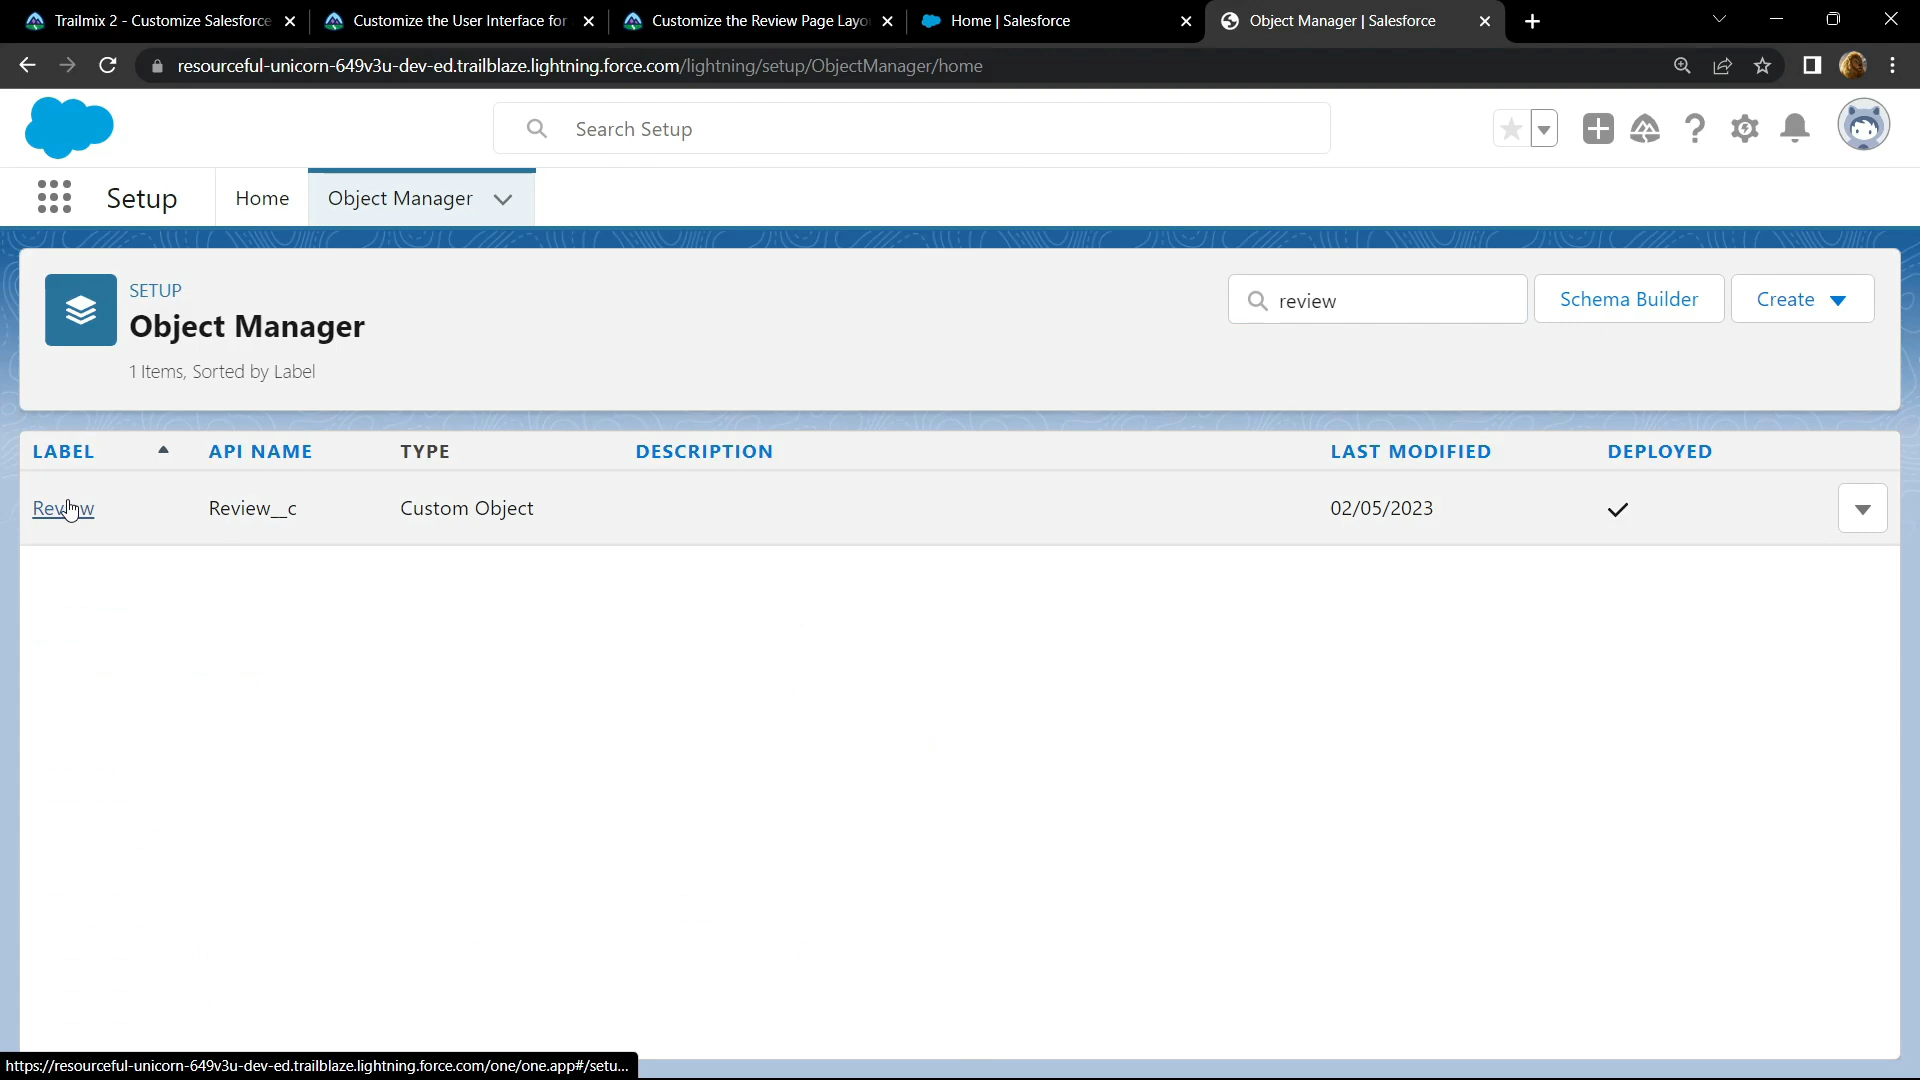 Trailmix 2 - Customize Salesforce
Customize the User Interface for
Customize the Review Page Layou
Home | Salesforce
Object Manager | Salesforce
resourceful-unicorn-649v3u-dev-ed.trailblaze.lightning.force.com/lightning/setup/ObjectManager/home
Search Setup
Setup
Home
Object Manager
SETUP
Object Manager
1 Items, Sorted by Label
review
Schema Builder
Create
LABEL API NAME TYPE DESCRIPTION LAST MODIFIED DEPLOYED
Review Review__c Custom Object 02/05/2023
https://resourceful-unicorn-649v3u-dev-ed.trailblaze.lightning.force.com/one/one.app#/setu...